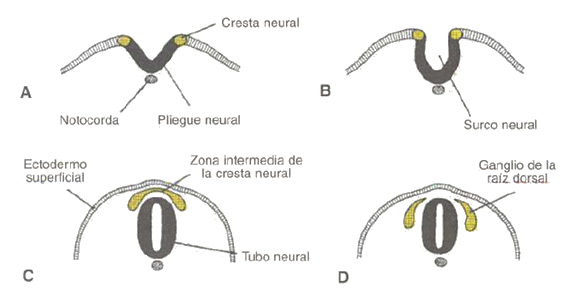 Cresta neural
A
Notocorda
Pliegue neural
B
Surco neural
Ectodermo
superficial
Zona intermedia de
la cresta neural
Tubo neural
C
Ganglio de la
raíz dorsal
D